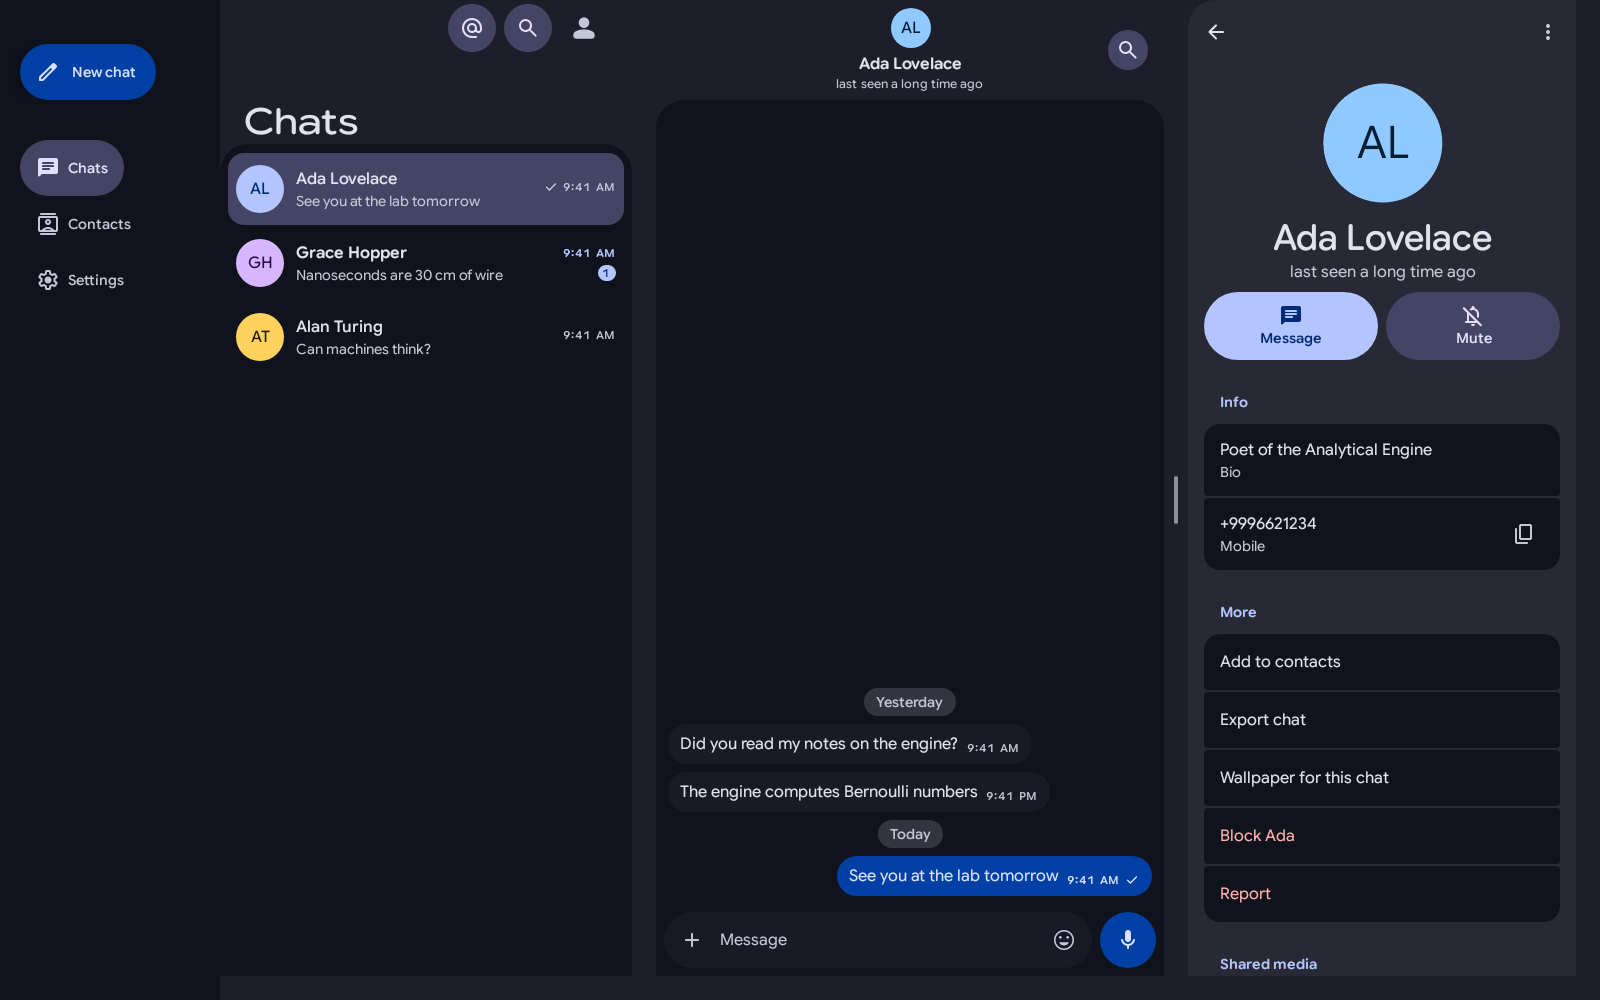 New chat
Chats
Contacts
Settings
Chats
AL
Ada Lovelace
9:41 AM
See you at the lab tomorrow
GH
Grace Hopper
9:41 AM
Nanoseconds are 30 cm of wire
1
AT
Alan Turing
9:41 AM
Can machines think?
AL
Ada Lovelace
last seen a long time ago
Yesterday
Did you read my notes on the engine? 9:41 AM
The engine computes Bernoulli numbers 9:41 PM
Today
See you at the lab tomorrow 9:41 AM
Message
AL
Ada Lovelace
last seen a long time ago
Message
Mute
Info
Poet of the Analytical Engine
Bio
+9996621234
Mobile
More
Add to contacts
Export chat
Wallpaper for this chat
Block Ada
Report
Shared media